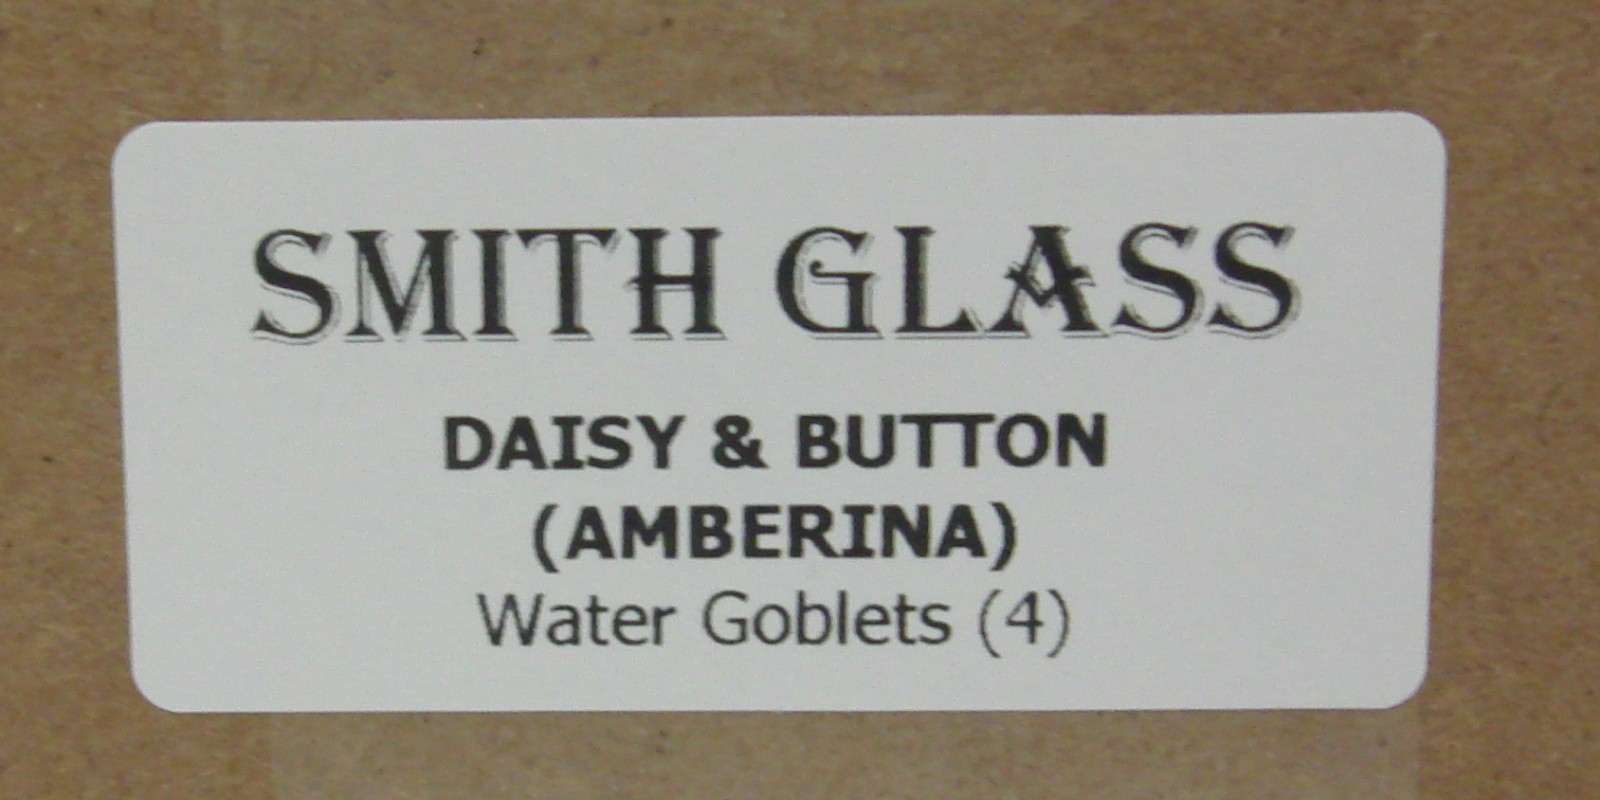 SMITH GLASS
DAISY & BUTTON
(AMBERINA)
Water Goblets (4)